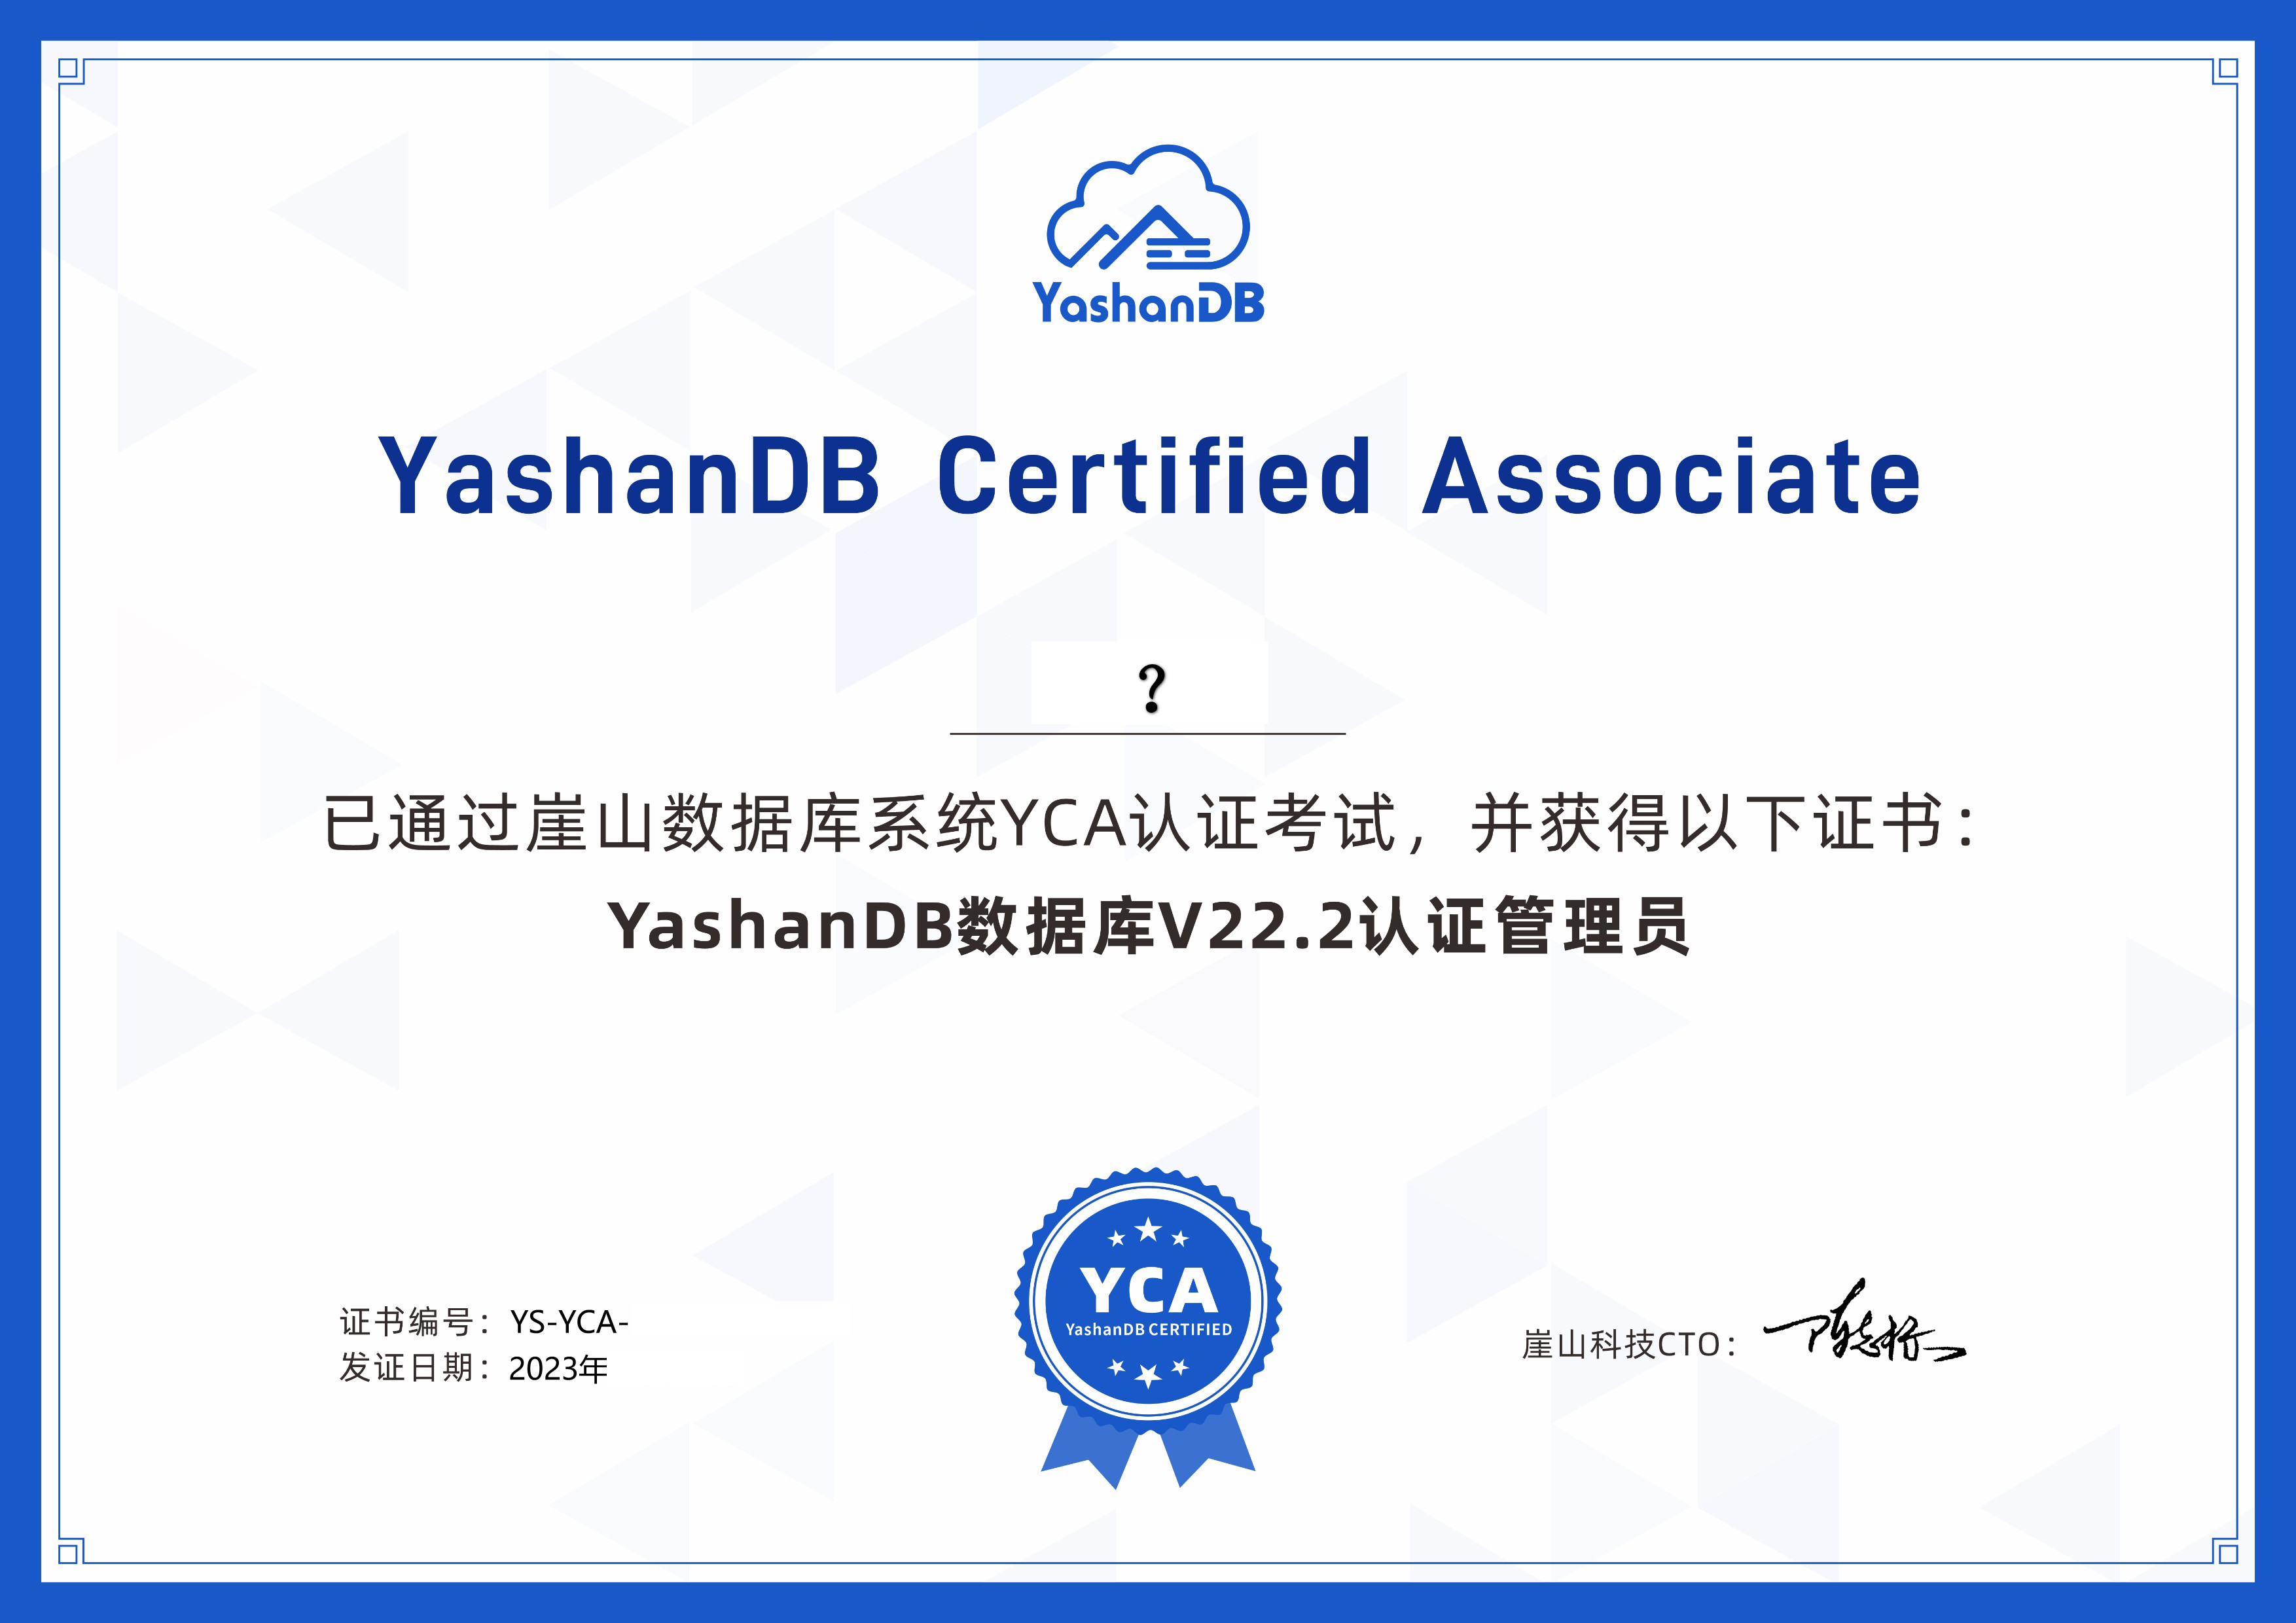 YashanDB
YashanDB Certified Associate
?
已通过崖山数据库系统YCA认证考试，并获得以下证书：
YashanDB数据库V22.2认证管理员
YCA
YashanDB CERTIFIED
证书编号：YS-YCA-
发证日期：2023年
崖山科技CTO：